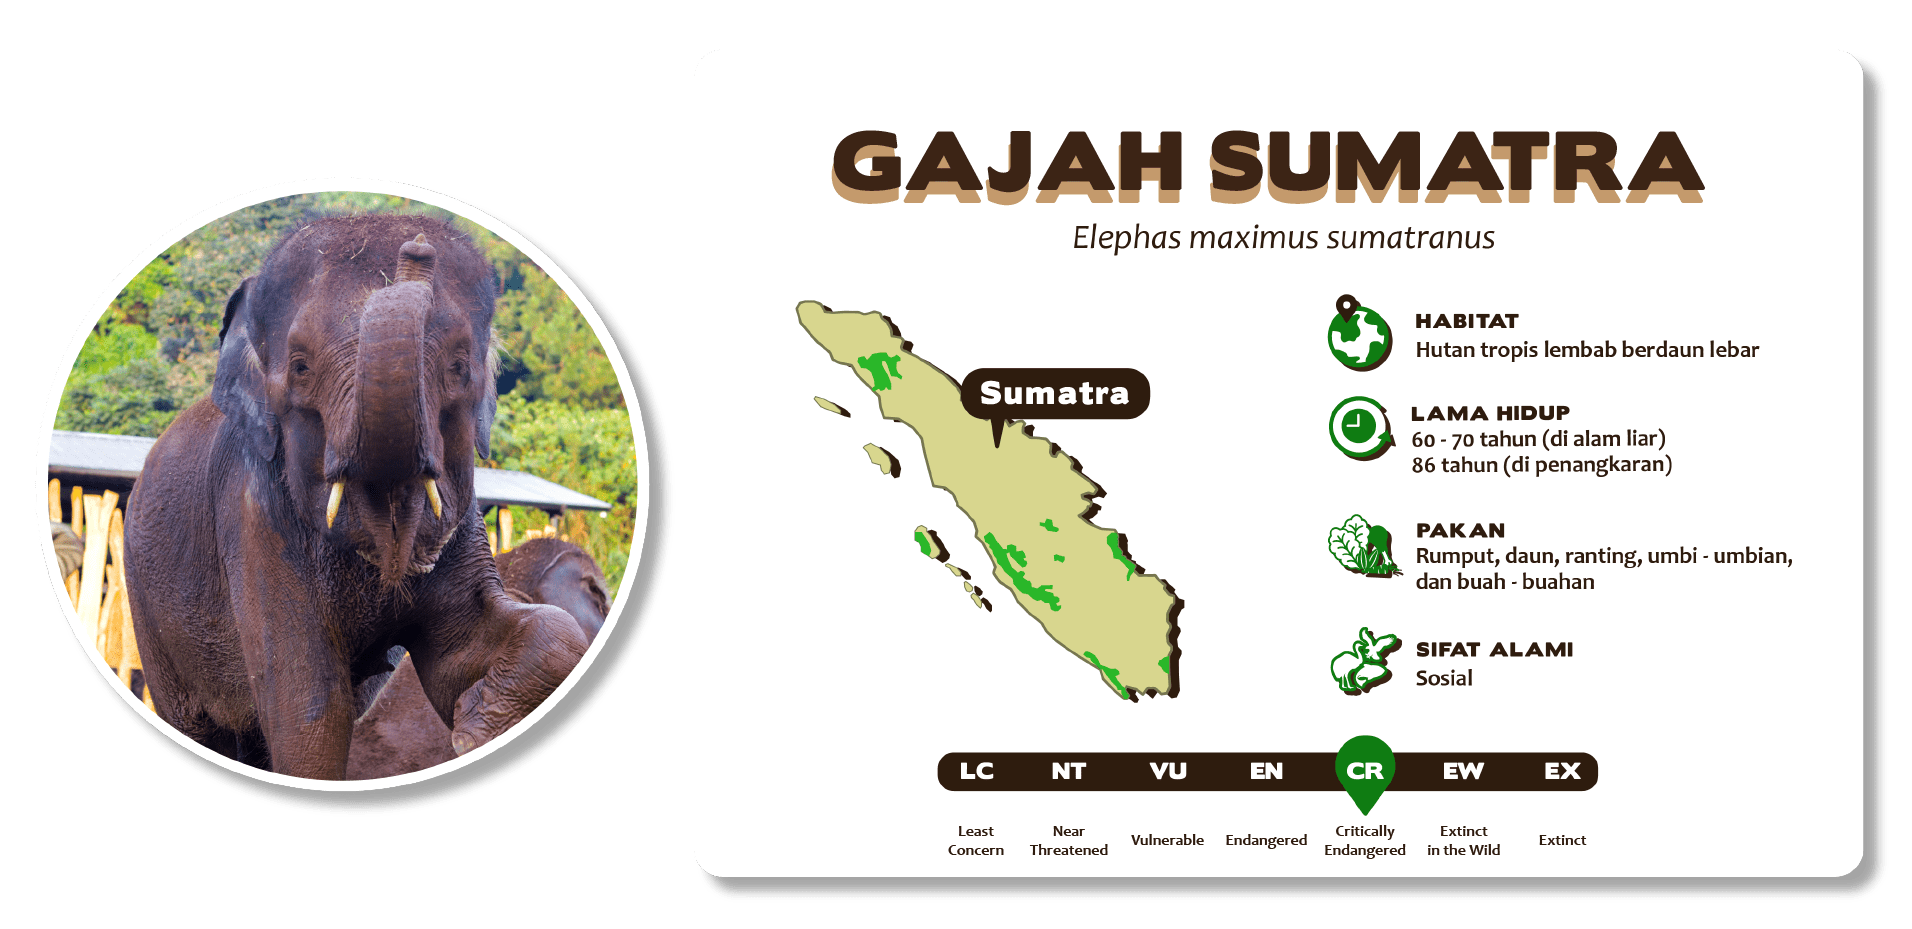 GAJAH SUMATRA
Elephas maximus sumatranus
Sumatra
HABITAT
Hutan tropis lembab berdaun lebar
LAMA HIDUP
60 - 70 tahun (di alam liar)
86 tahun (di penangkaran)
PAKAN
Rumput, daun, ranting, umbi - umbian,
dan buah - buahan
SIFAT ALAMI
Sosial
LC NT VU EN CR EW EX
Least Concern
Near Threatened
Vulnerable
Endangered
Critically Endangered
Extinct in the Wild
Extinct